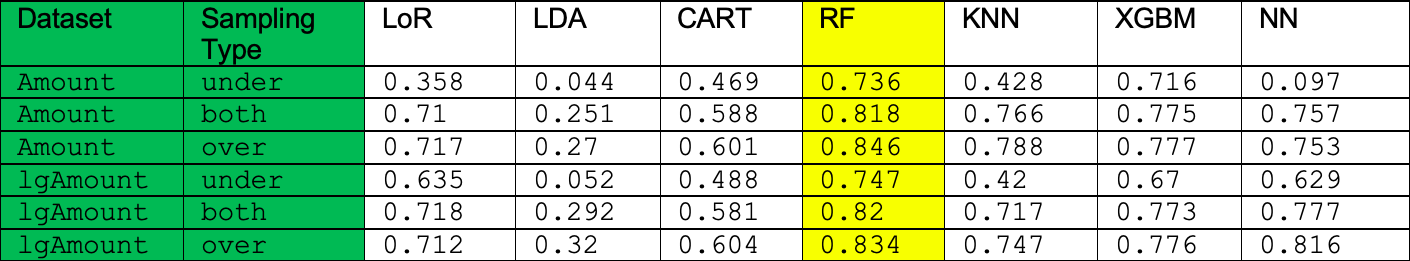 Dataset Sampling Type LoR LDA CART RF KNN XGBM NN
Amount under 0.358 0.044 0.469 0.736 0.428 0.716 0.097
Amount both 0.71 0.251 0.588 0.818 0.766 0.775 0.757
Amount over 0.717 0.27 0.601 0.846 0.788 0.777 0.753
lgAmount under 0.635 0.052 0.488 0.747 0.42 0.67 0.629
lgAmount both 0.718 0.292 0.581 0.82 0.717 0.773 0.777
lgAmount over 0.712 0.32 0.604 0.834 0.747 0.776 0.816